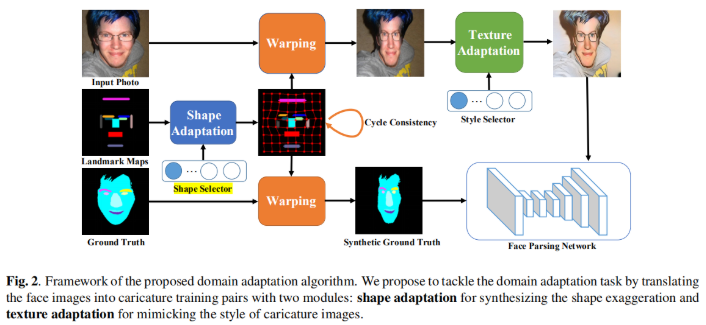 Input Photo
Warping
Texture
Adaptation
Landmark Maps
Shape
Adaptation
Cycle Consistency
...
Style Selector
...
Shape Selector
Ground Truth
Warping
Synthetic Ground Truth
Face Parsing Network
Fig. 2. Framework of the proposed domain adaptation algorithm. We propose to tackle the domain adaptation task by translating
the face images into caricature training pairs with two modules: shape adaptation for synthesizing the shape exaggeration and
texture adaptation for mimicking the style of caricature images.